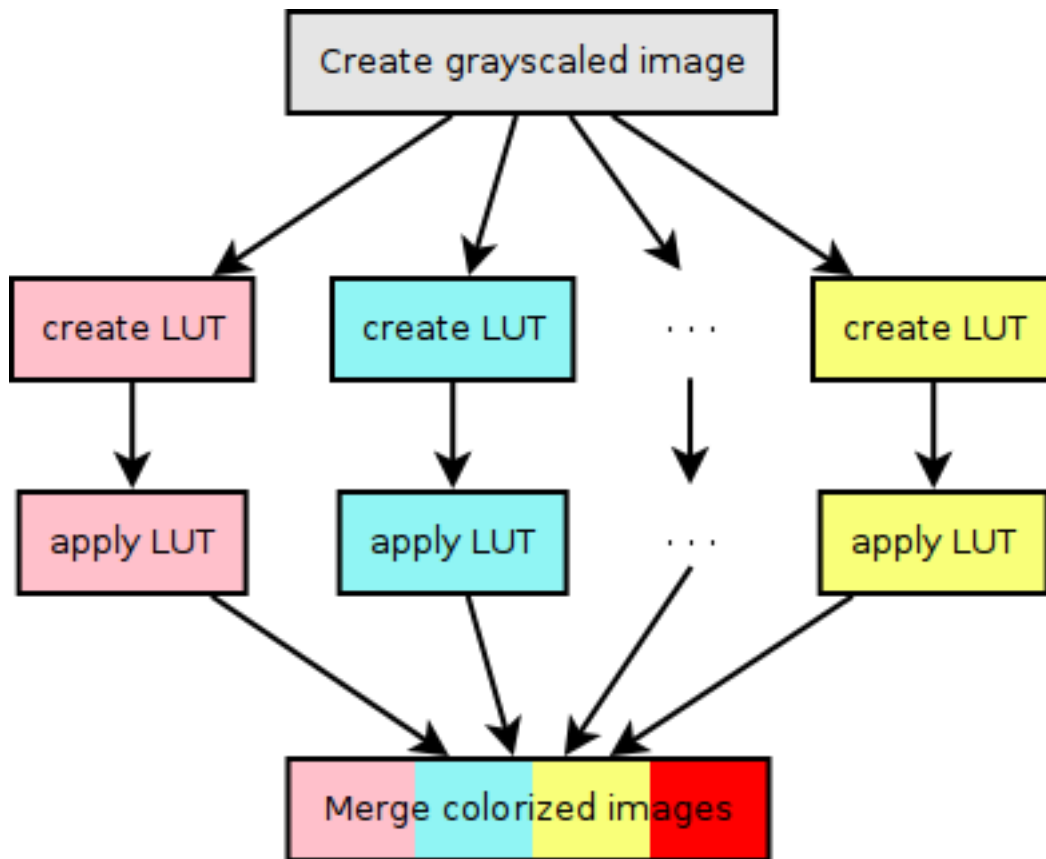 Create grayscaled image
create LUT
create LUT
. . .
create LUT
apply LUT
apply LUT
. . .
apply LUT
Merge colorized images